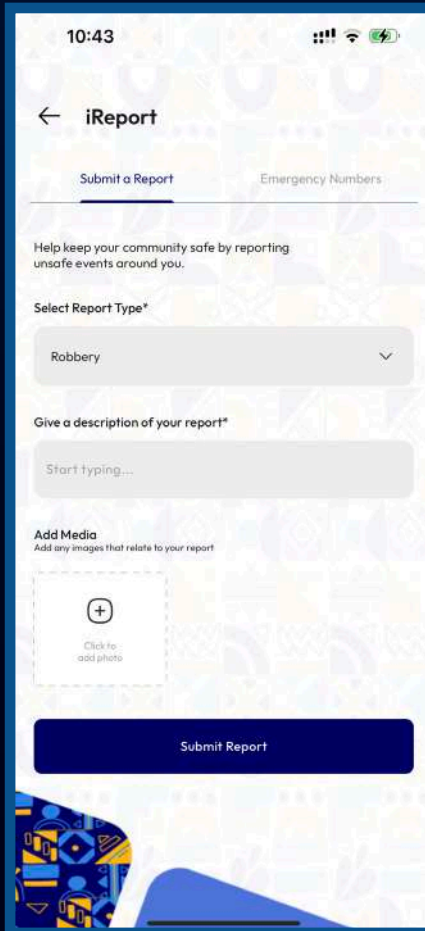 10:43
iReport
Submit a Report
Emergency Numbers
Help keep your community safe by reporting
unsafe events around you.
Select Report Type*
Robbery
Give a description of your report*
Start typing...
Add Media
Add any images that relate to your report
Click to
add photo
Submit Report